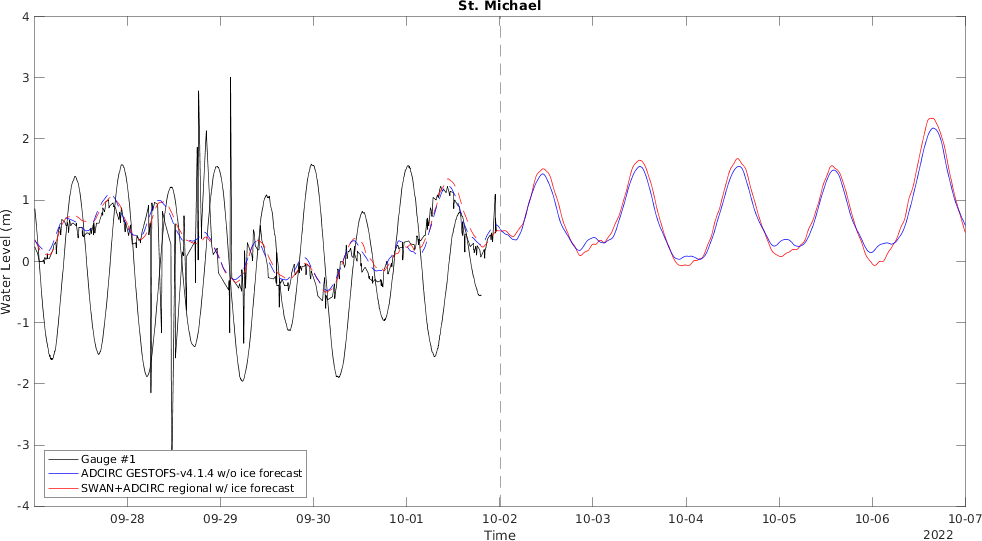 St. Michael
4
3
2
1
0
-1
-2
-3
-4
Water Level (m)
Gauge #1
ADCIRC GESTOFS-v4.1.4 w/o ice forecast
SWAN+ADCIRC regional w/ ice forecast
09-28 09-29 09-30 10-01 10-02 10-03 10-04 10-05 10-06 10-07
Time
2022